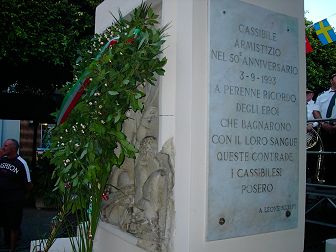 CASSIBILE
ARMISTIZIO
NEL 50° ANNIVERSARIO
3-9-1993
A PERENNE RICORDO
DEGLI EROI
CHE BAGNARONO
CON IL LORO SANGUE
QUESTE CONTRADE
I CASSIBILESI
POSERO